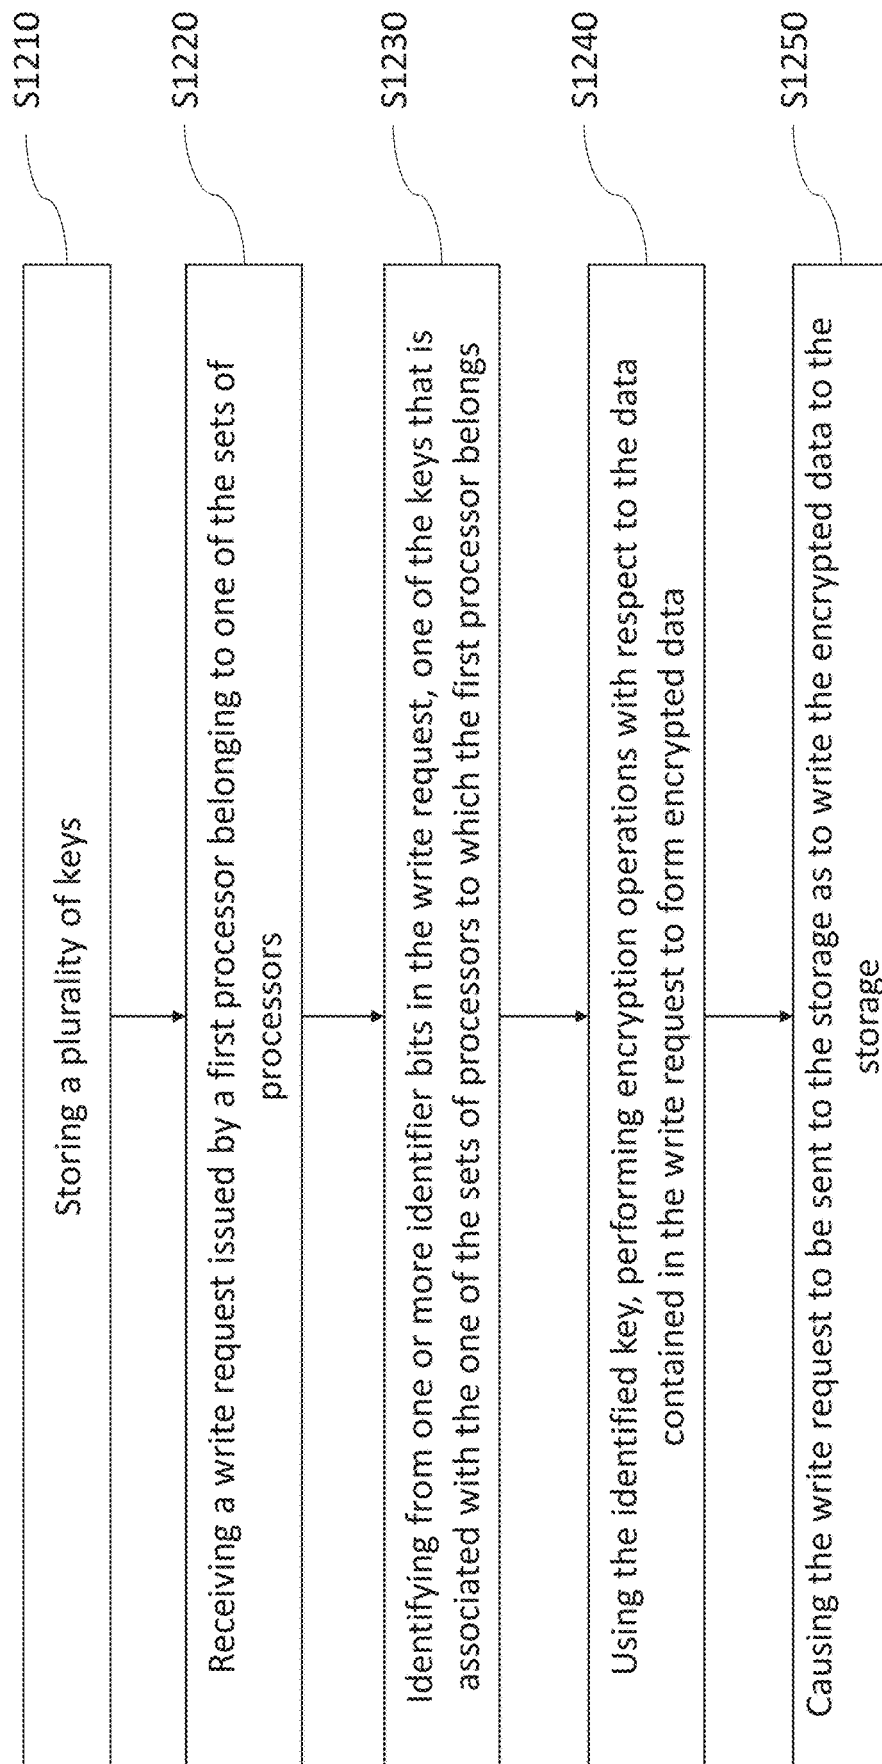 Storing a plurality of keys
S1210
Receiving a write request issued by a first processor belonging to one of the sets of
processors
S1220
Identifying from one or more identifier bits in the write request, one of the keys that is
associated with the one of the sets of processors to which the first processor belongs
S1230
Using the identified key, performing encryption operations with respect to the data
contained in the write request to form encrypted data
S1240
Causing the write request to be sent to the storage as to write the encrypted data to the
storage
S1250